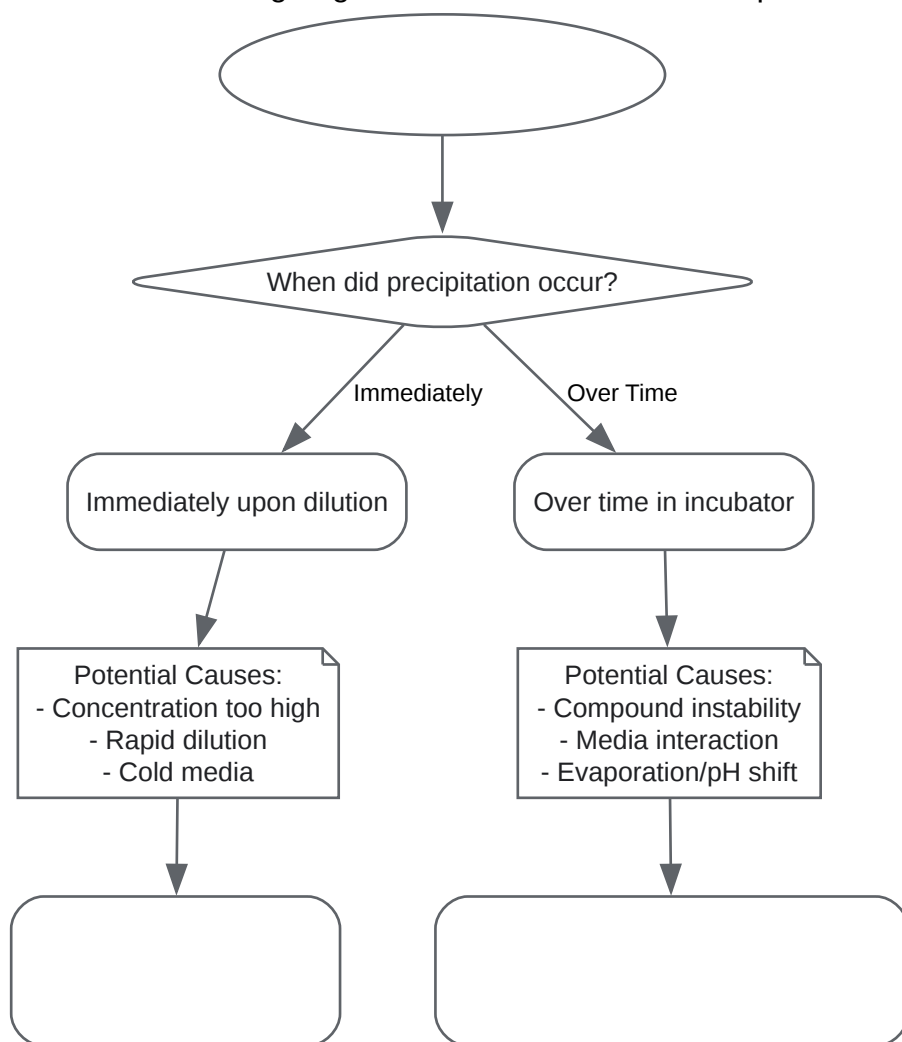 When did precipitation occur?
Immediately
Over Time
Immediately upon dilution
Over time in incubator
Potential Causes:
- Concentration too high
- Rapid dilution
- Cold media
Potential Causes:
- Compound instability
- Media interaction
- Evaporation/pH shift